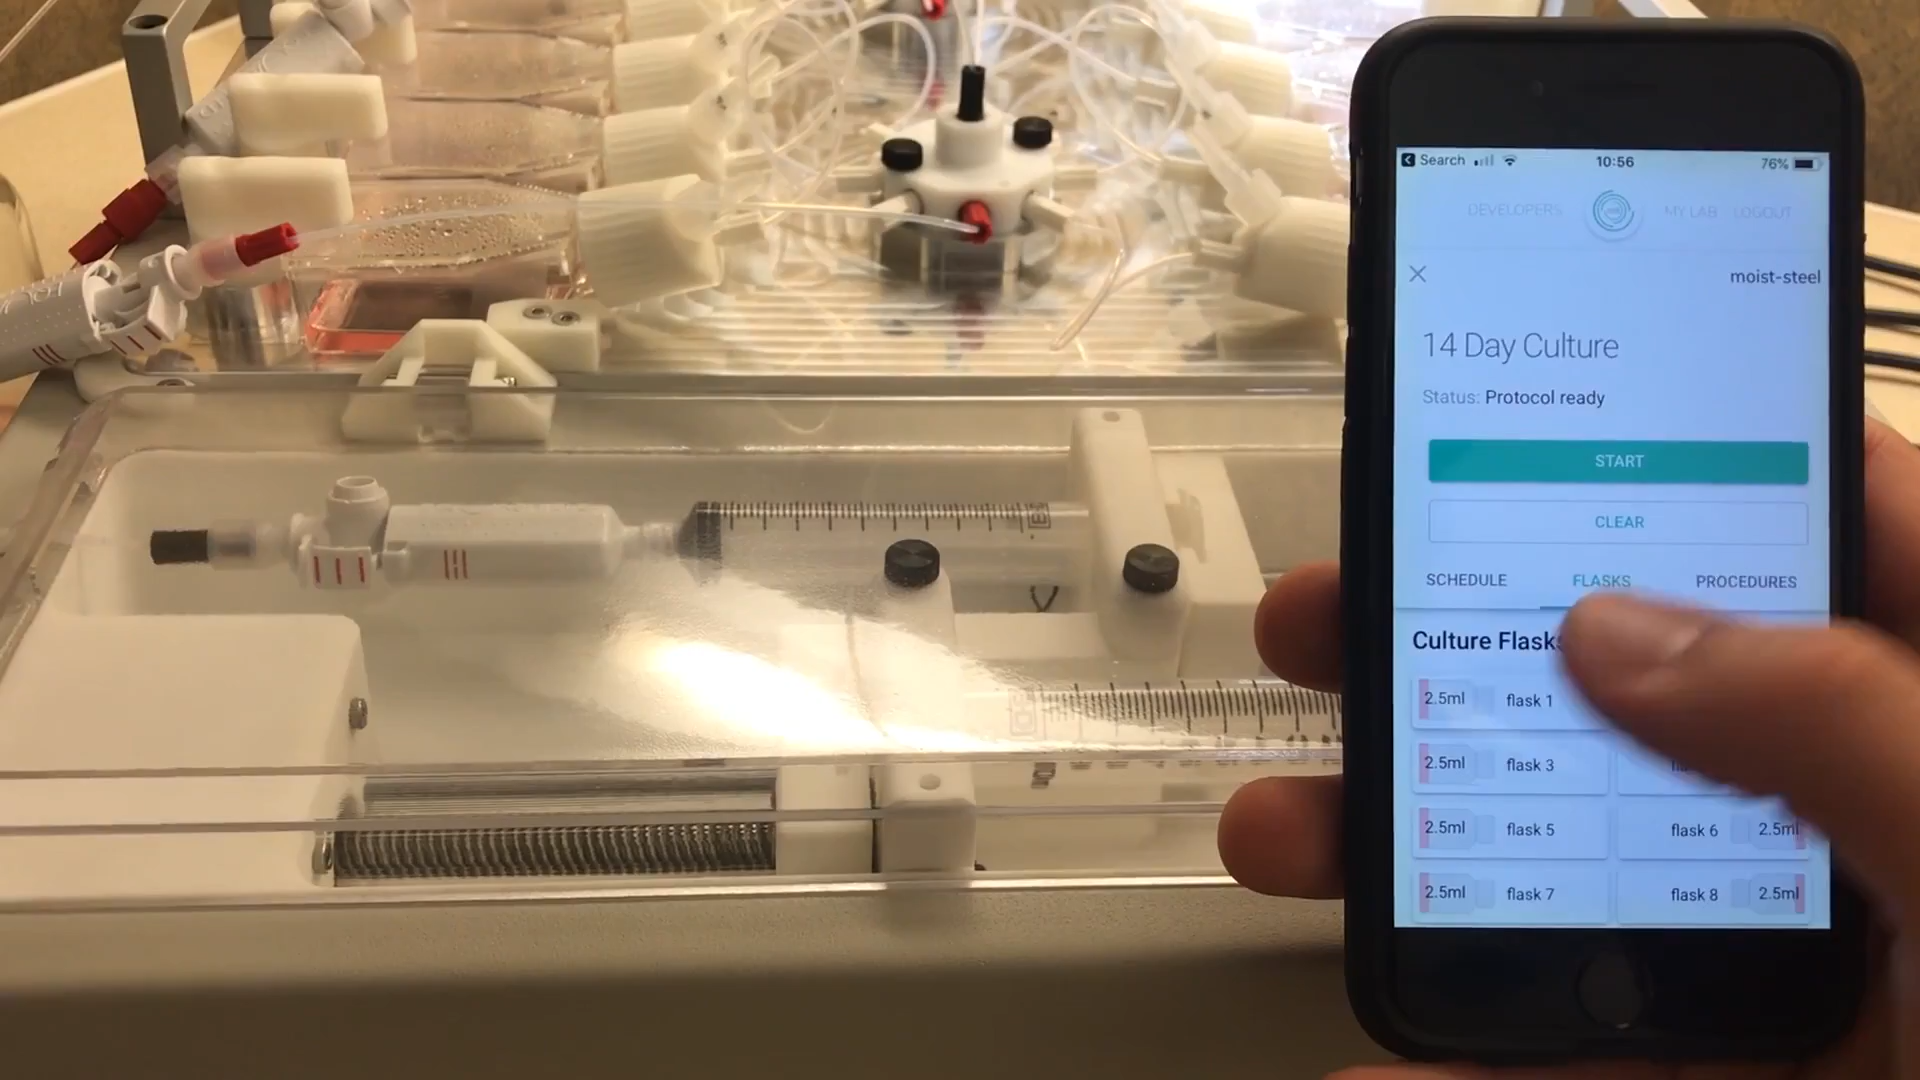 Search 10:56 76%
DEVELOPERS MY LAB LOGOUT
moist-steel
14 Day Culture
Status: Protocol ready
START
CLEAR
SCHEDULE FLASKS PROCEDURES
Culture Flasks
2.5ml flask 1
2.5ml flask 3
2.5ml flask 5 flask 6 2.5ml
2.5ml flask 7 flask 8 2.5ml